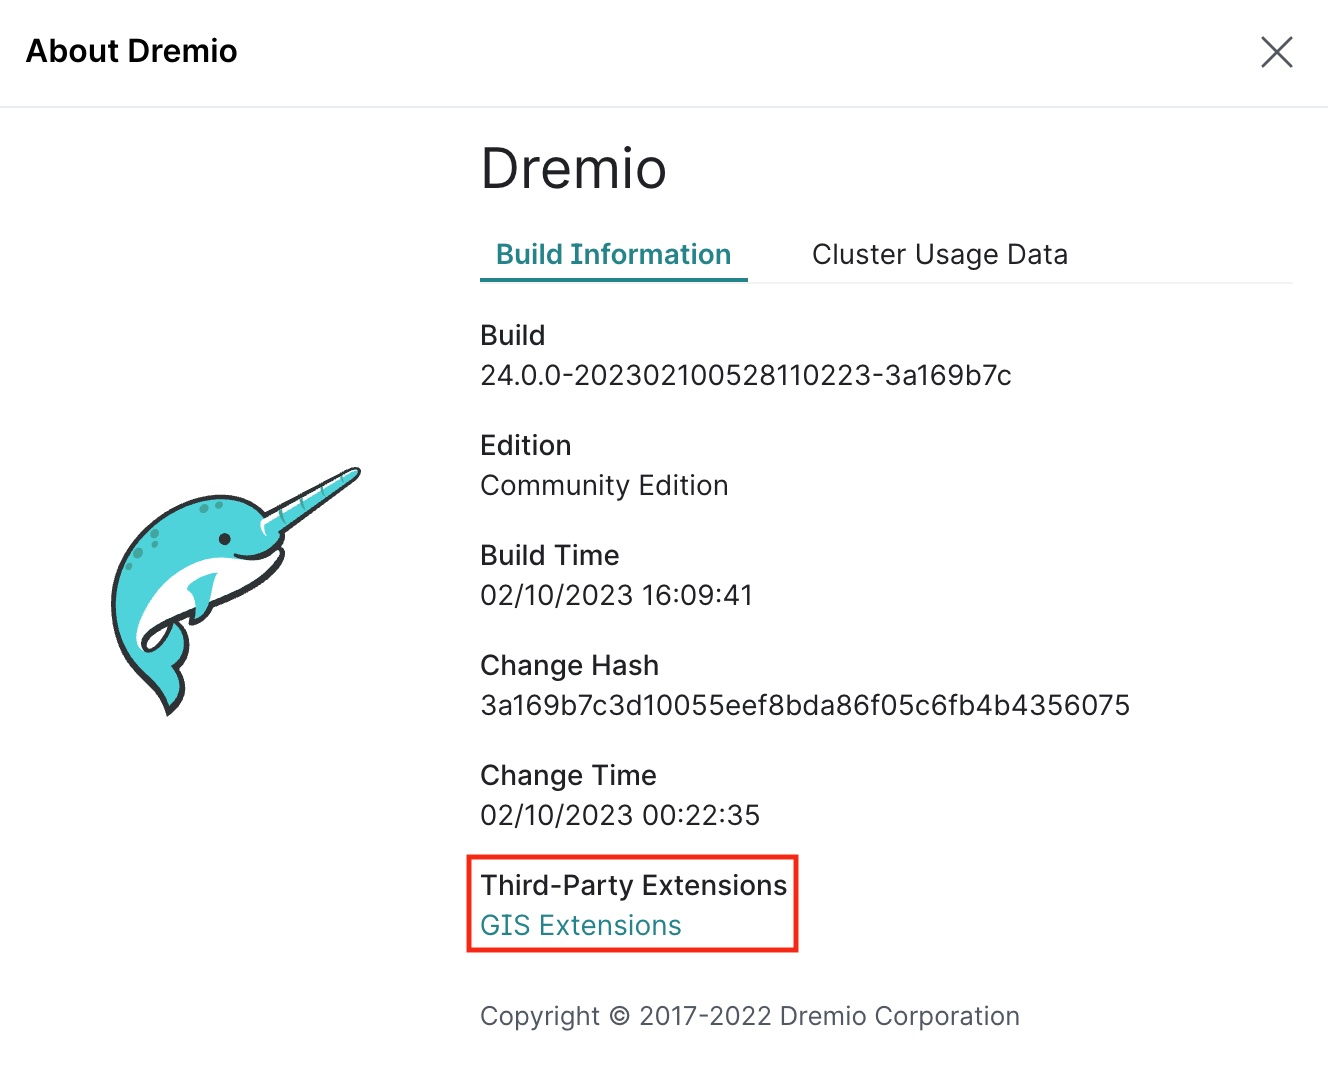 About Dremio
Dremio
Build Information
Cluster Usage Data
Build
24.0.0-202302100528110223-3a169b7c
Edition
Community Edition
Build Time
02/10/2023 16:09:41
Change Hash
3a169b7c3d10055eef8bda86f05c6fb4b4356075
Change Time
02/10/2023 00:22:35
Third-Party Extensions
GIS Extensions
Copyright © 2017-2022 Dremio Corporation